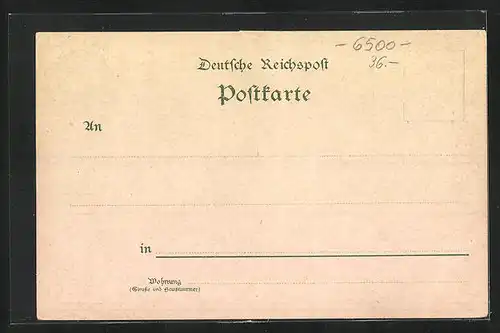 - 6500 -
36.-
Deutsche Reichspost
Postkarte
An
in
Wohnung
(Straße und Hausnummer)